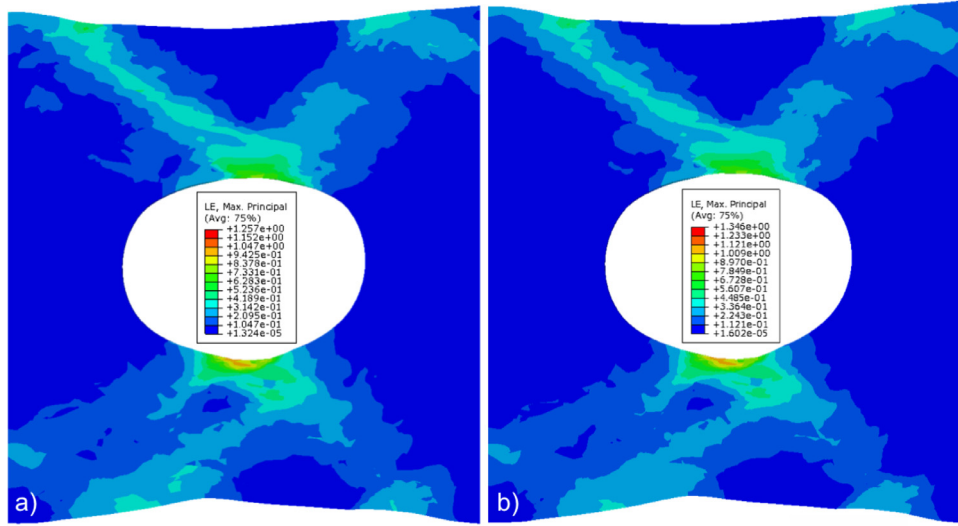 LE, Max. Principal
(Avg: 75%)
+1.257e+00
+1.152e+00
+1.047e+00
+9.425e-01
+8.378e-01
+7.331e-01
+6.283e-01
+5.236e-01
+4.189e-01
+3.142e-01
+2.095e-01
+1.047e-01
+1.324e-05
a)
LE, Max. Principal
(Avg: 75%)
+1.346e+00
+1.233e+00
+1.121e+00
+1.009e+00
+8.970e-01
+7.849e-01
+6.728e-01
+5.607e-01
+4.485e-01
+3.364e-01
+2.243e-01
+1.121e-01
+1.602e-05
b)